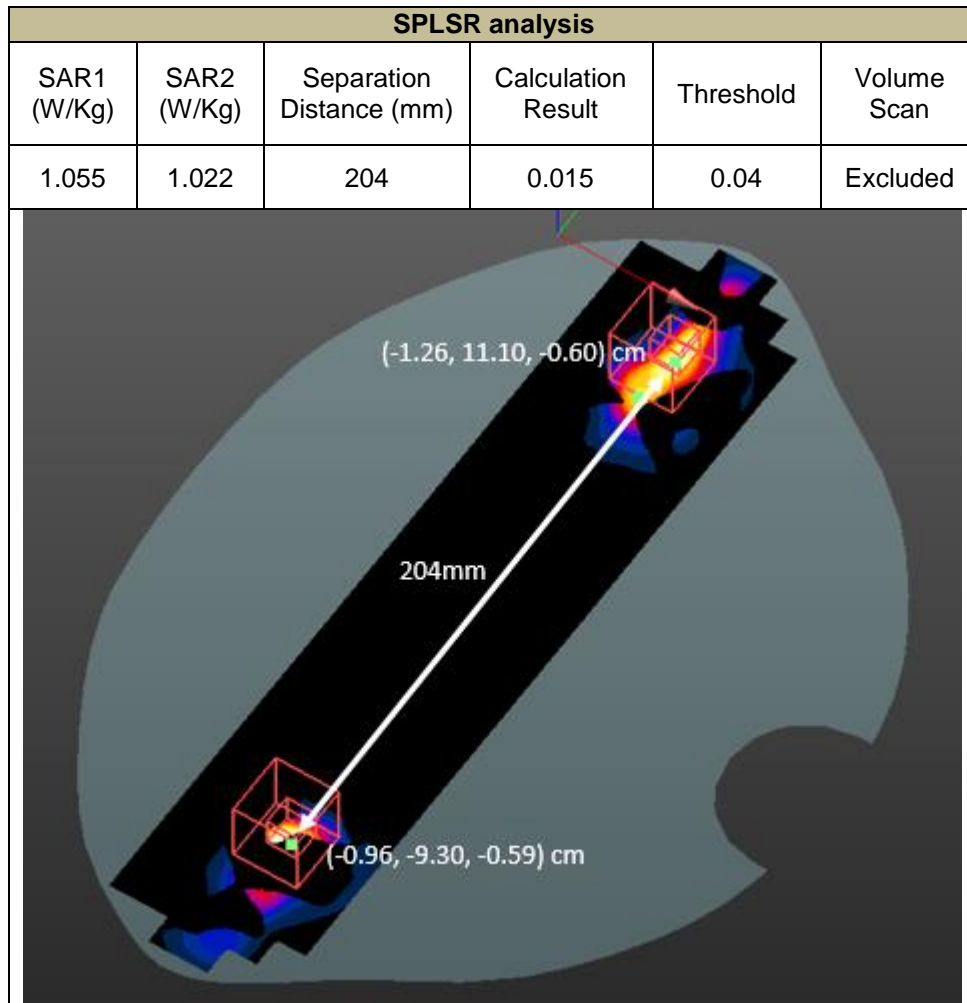 SPLSR analysis
SAR1 (W/Kg) SAR2 (W/Kg) Separation Distance (mm) Calculation Result Threshold Volume Scan
1.055 1.022 204 0.015 0.04 Excluded
(-1.26, 11.10, -0.60) cm
204mm
(-0.96, -9.30, -0.59) cm